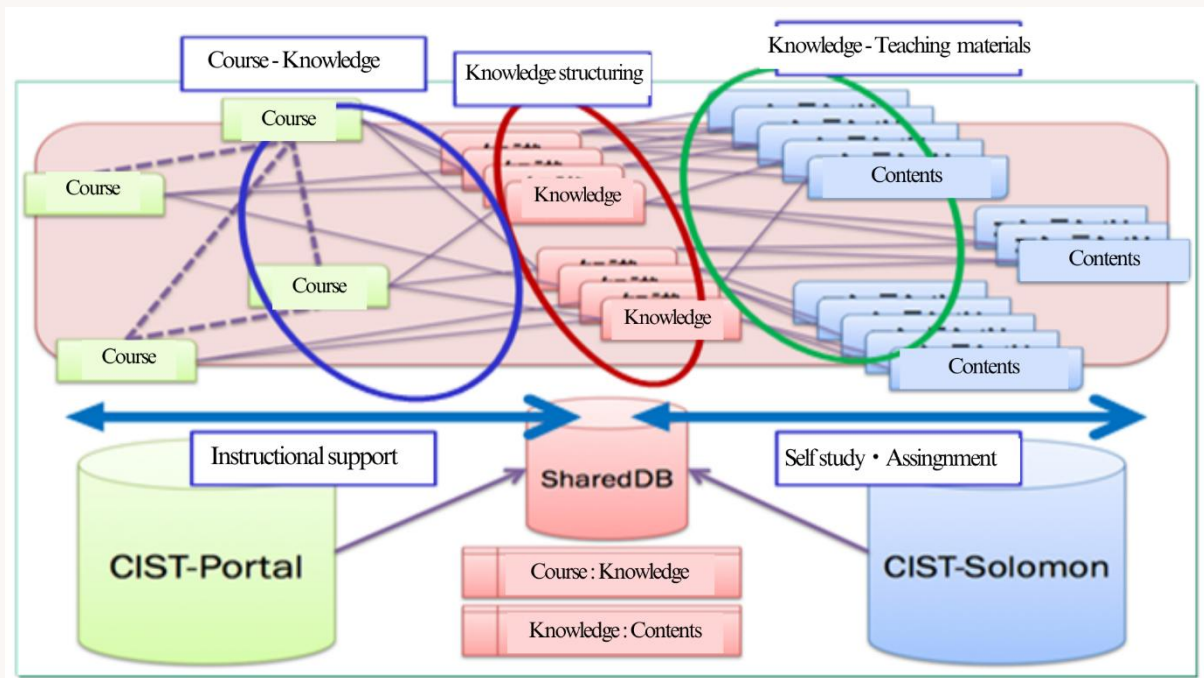 Course - Knowledge
Knowledge structuring
Knowledge - Teaching materials
Course
Course
Course
Course
Knowledge
Knowledge
Contents
Contents
Contents
Instructional support
Self study・Assingnment
SharedDB
CIST-Portal
CIST-Solomon
Course : Knowledge
Knowledge : Contents